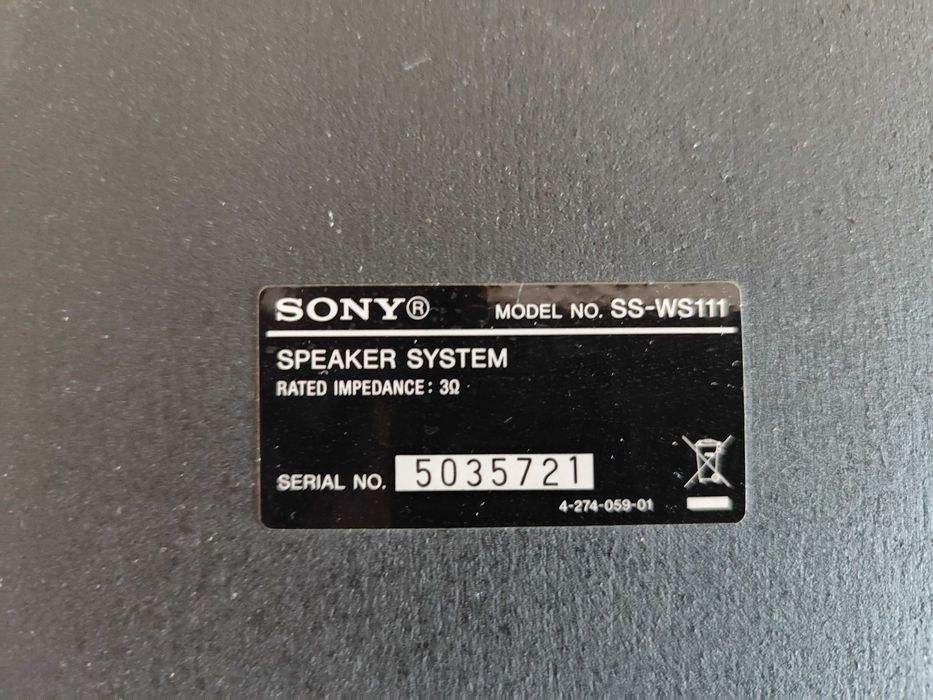 SONY® MODEL NO. SS-WS111
SPEAKER SYSTEM
RATED IMPEDANCE : 3Ω
SERIAL NO. 5035721
4-274-059-01